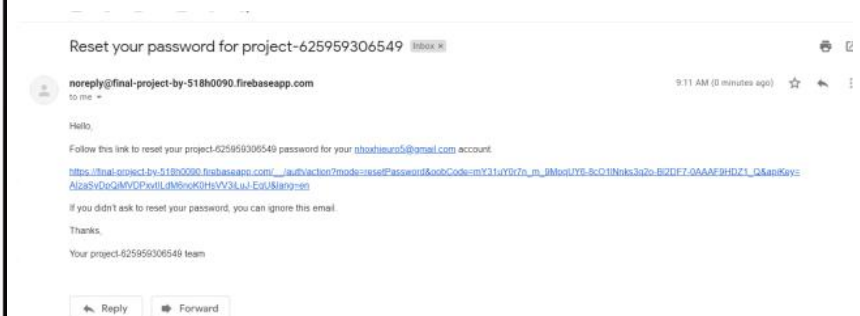 Reset your password for project-625959306549 Inbox ×
noreply@final-project-by-518h0090.firebaseapp.com
9:11 AM (0 minutes ago)
to me
Hello,
Follow this link to reset your project-625959306549 password for your nhoxhieuro5@gmail.com account.
If you didn't ask to reset your password, you can ignore this email.
Thanks,
Your project-625959306549 team
Reply
Forward